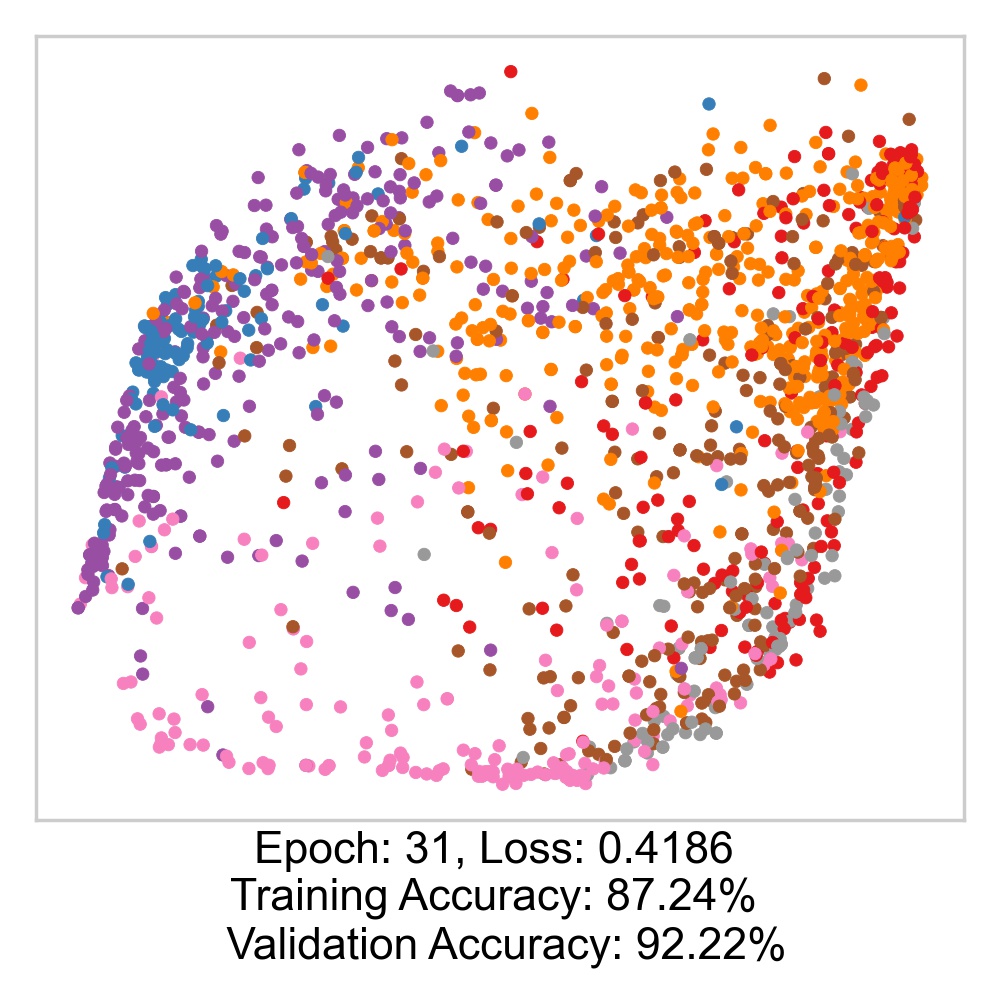 Epoch: 31, Loss: 0.4186
Training Accuracy: 87.24%
Validation Accuracy: 92.22%